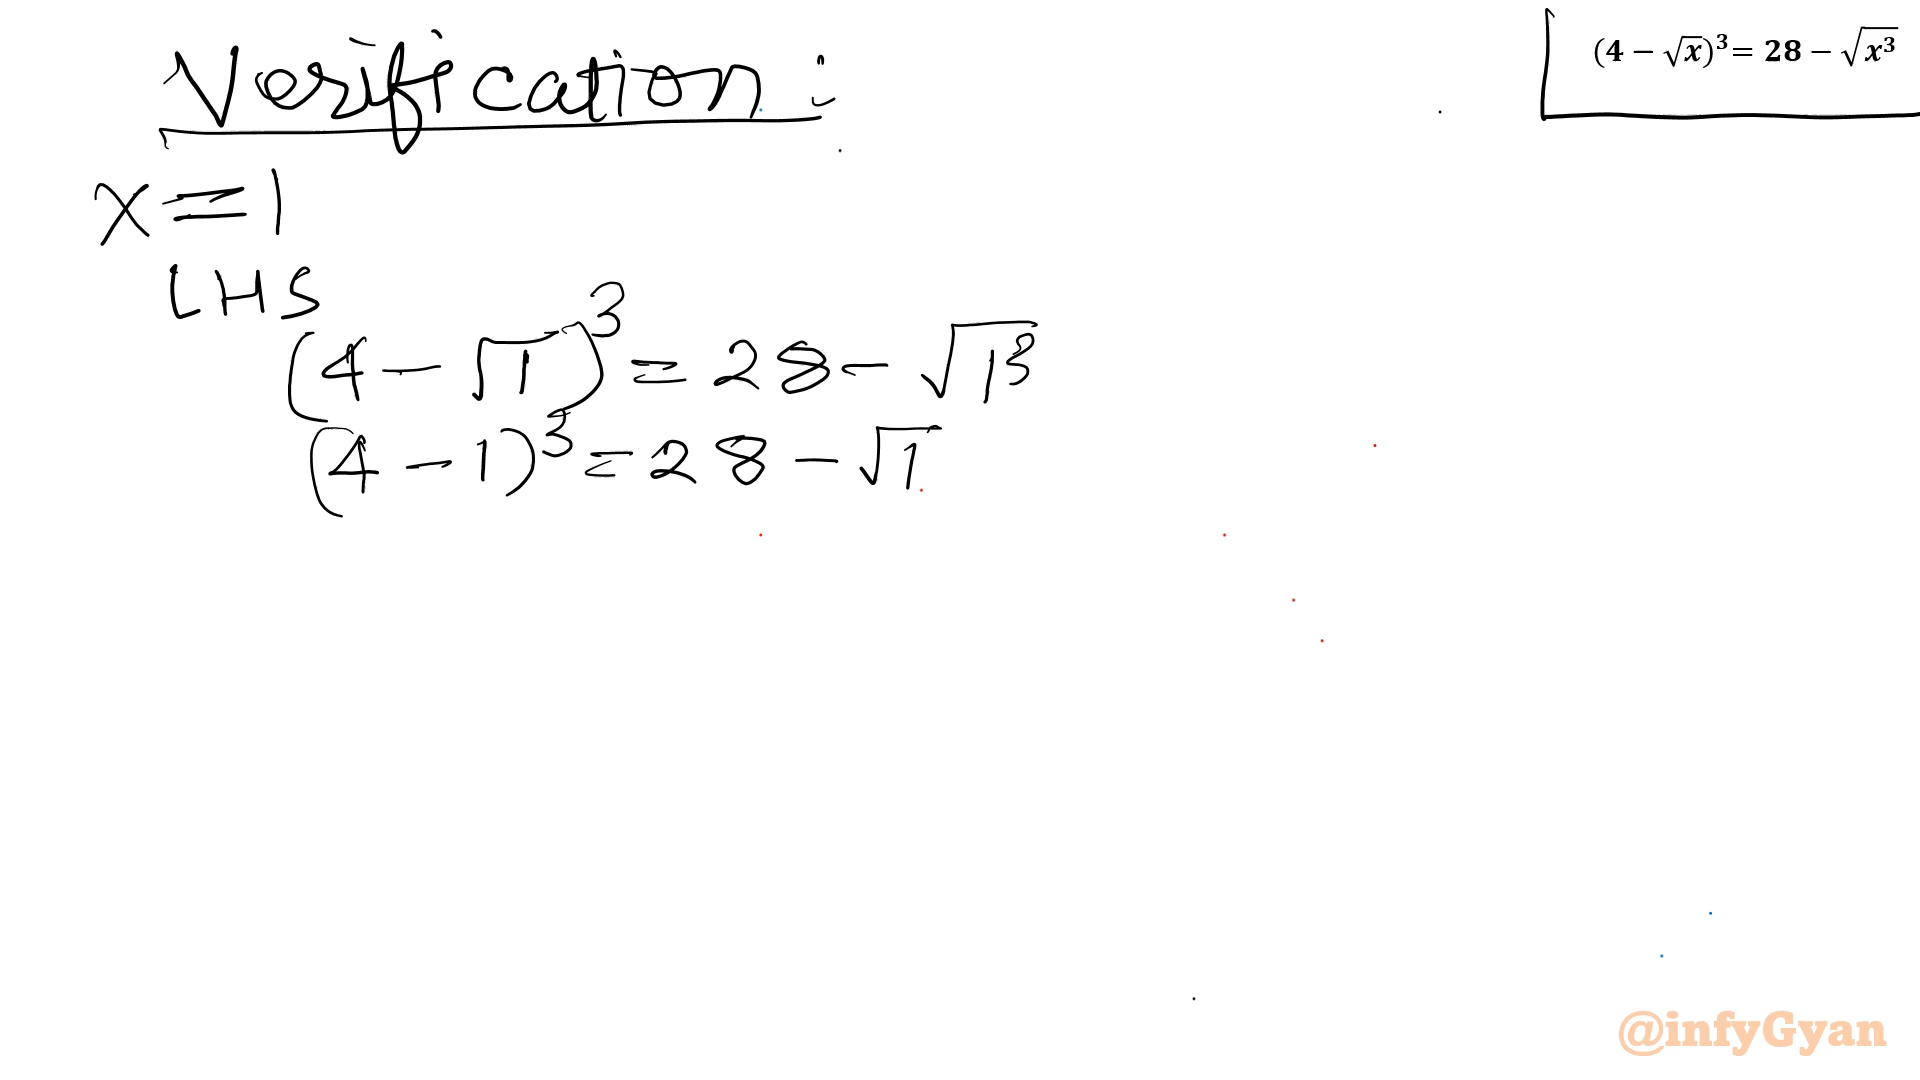 Verification :
(4 − √x)³= 28 − √x³
x = 1
LHS
(4 − √1)³ = 28 − √1³
(4 − 1)³ = 28 − √1
@infyGyan